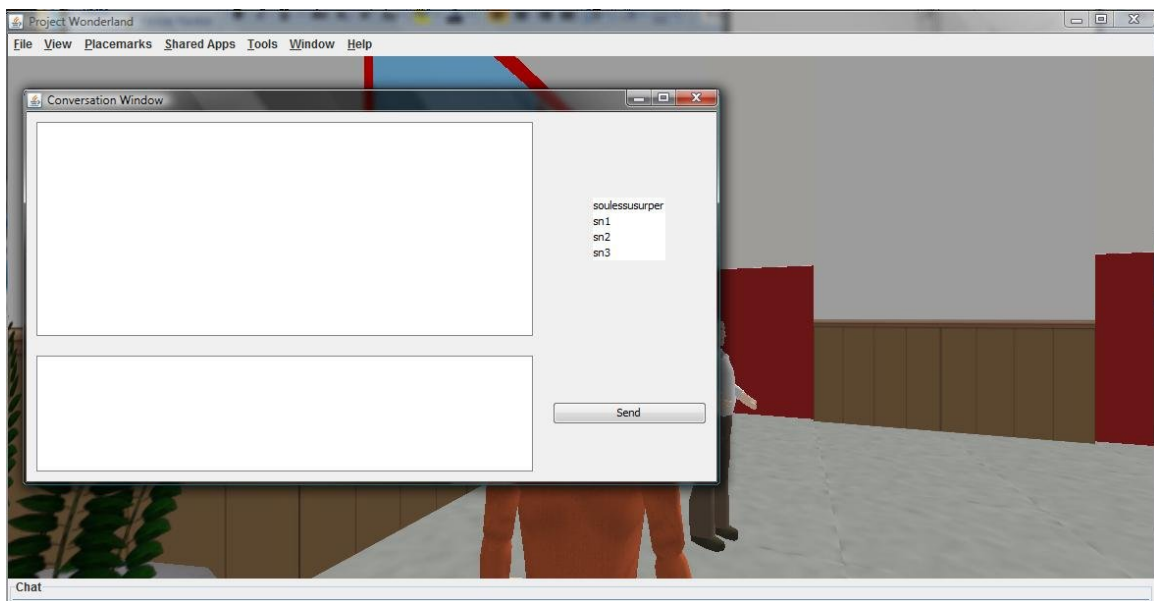 Project Wonderland
File View Placemarks Shared Apps Tools Window Help
Conversation Window
soulessusurper
sn1
sn2
sn3
Send
Chat